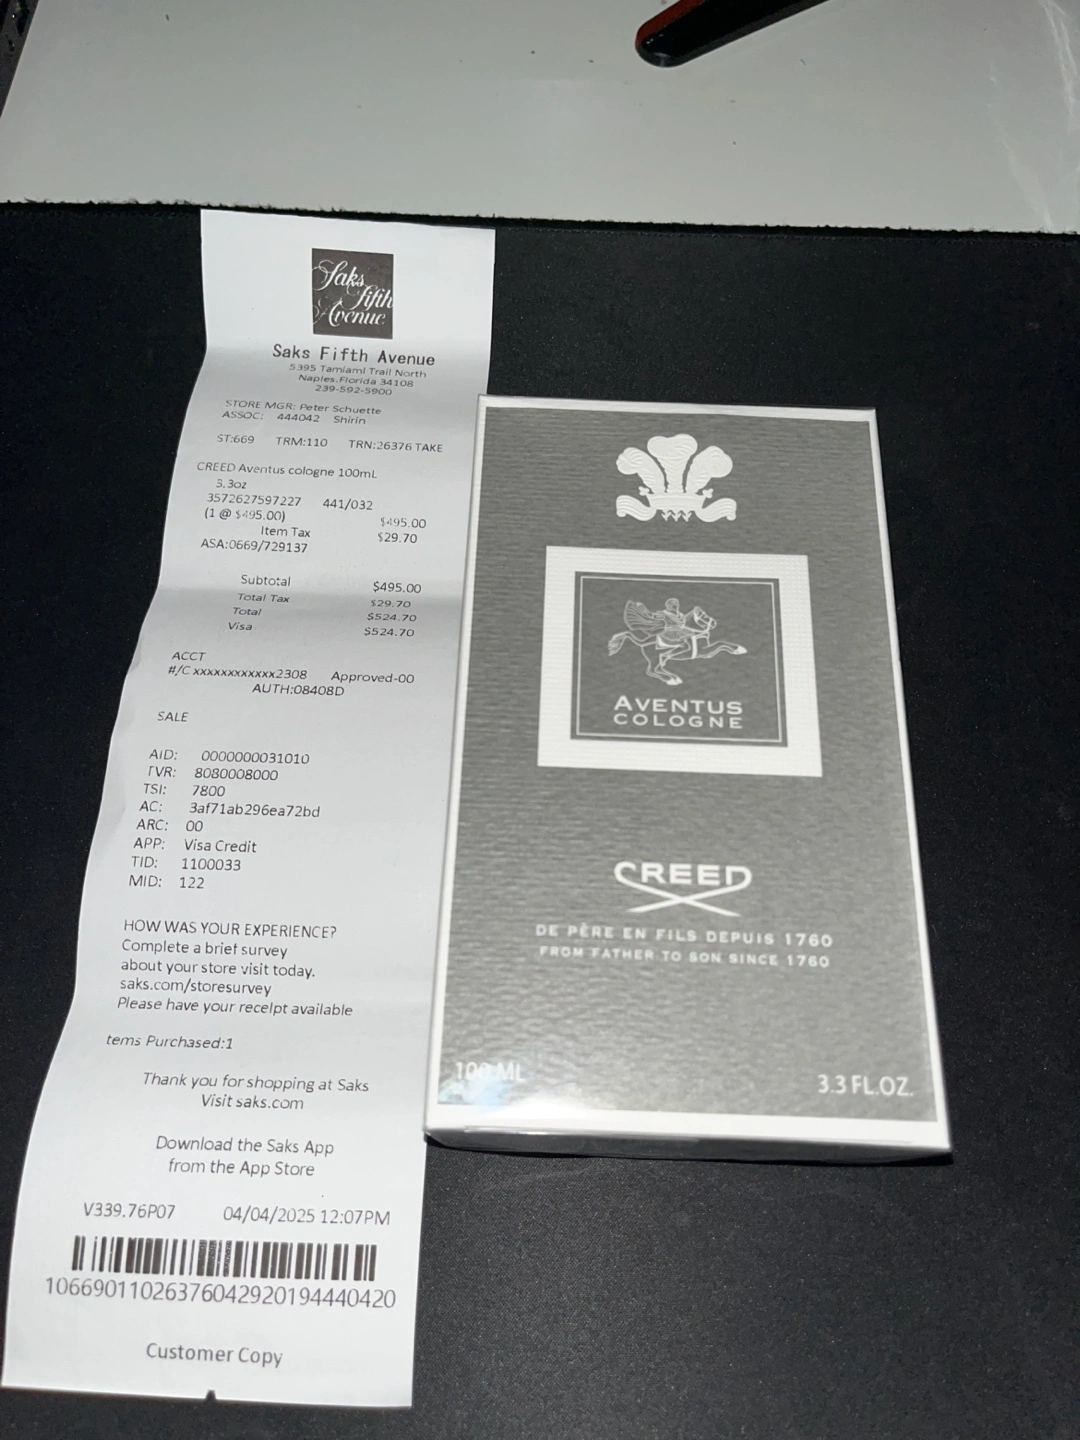 Saks
Fifth
Avenue
Saks Fifth Avenue
5395 Tamiami Trail North
Naples,Florida 34108
239-592-5900
STORE MGR: Peter Schuette
ASSOC: 444042 Shirin
ST:669 TRM:110 TRN:26376 TAKE
CREED Aventus cologne 100mL
3.3oz
3572627597227 441/032
(1 @ $495.00) $495.00
Item Tax $29.70
ASA:0669/729137
Subtotal $495.00
Total Tax $29.70
Total $524.70
Visa $524.70
ACCT
#/C xxxxxxxxxxxx2308 Approved-00
AUTH:08408D
SALE
AID: 0000000031010
TVR: 8080008000
TSI: 7800
AC: 3af71ab296ea72bd
ARC: 00
APP: Visa Credit
TID: 1100033
MID: 122
HOW WAS YOUR EXPERIENCE?
Complete a brief survey
about your store visit today.
saks.com/storesurvey
Please have your receIpt available
tems Purchased:1
Thank you for shopping at Saks
Visit saks.com
Download the Saks App
from the App Store
V339.76P07 04/04/2025 12:07PM
10669011026376042920194440420
Customer Copy
AVENTUS
COLOGNE
CREED
DE PÈRE EN FILS DEPUIS 1760
FROM FATHER TO SON SINCE 1760
100 ML 3.3 FL.OZ.